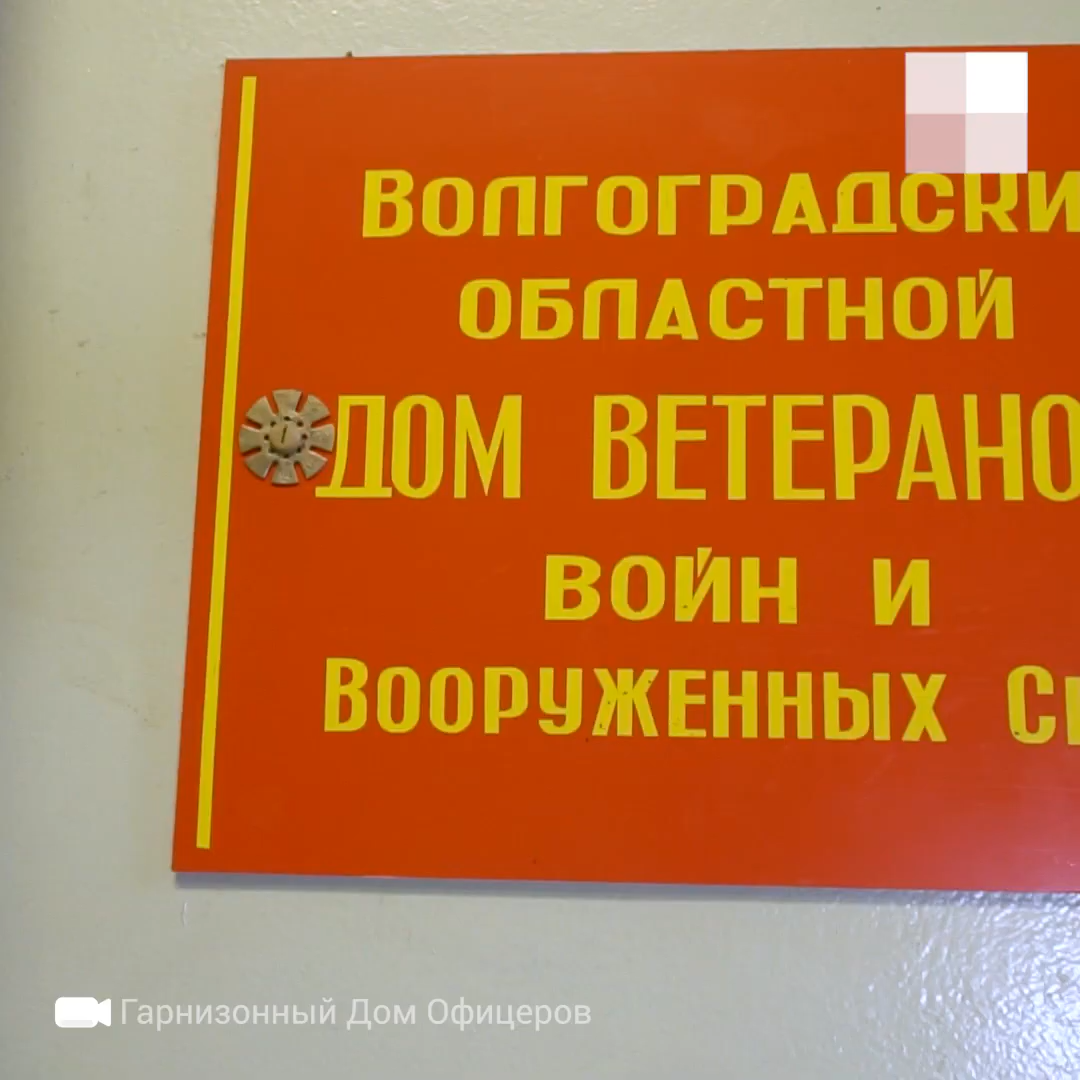 ВОЛГОГРАДСКИ
ОБЛАСТНОЙ
ДОМ ВЕТЕРАНО
ВОЙН И
ВООРУЖЕННЫХ
Гарнизонный Дом Офицеров